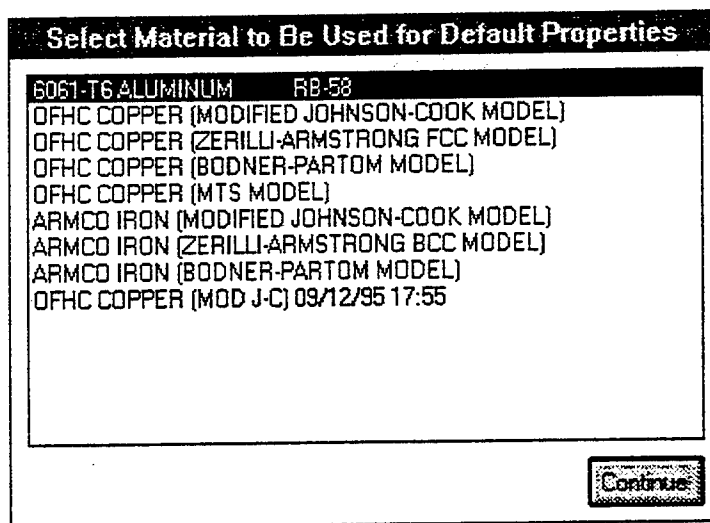 Select Material to Be Used for Default Properties
6061-T6 ALUMINUM RB-58
OFHC COPPER (MODIFIED JOHNSON-COOK MODEL)
OFHC COPPER (ZERILLI-ARMSTRONG FCC MODEL)
OFHC COPPER (BODNER-PARTOM MODEL)
OFHC COPPER (MTS MODEL)
ARMCO IRON (MODIFIED JOHNSON-COOK MODEL)
ARMCO IRON (ZERILLI-ARMSTRONG BCC MODEL)
ARMCO IRON (BODNER-PARTOM MODEL)
OFHC COPPER (MOD J-C) 09/12/95 17:55
Continue